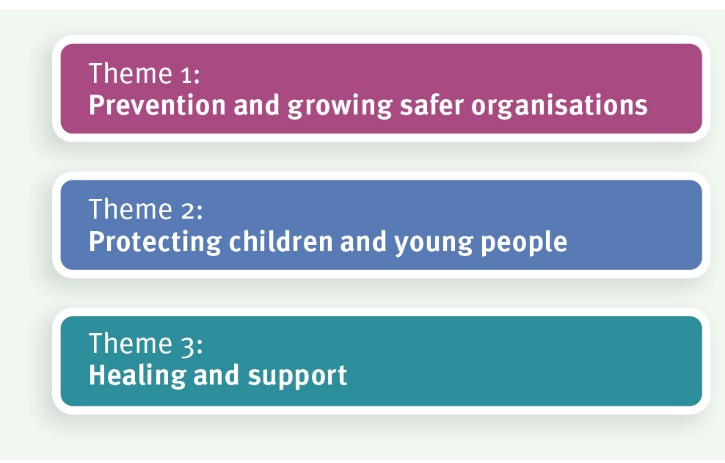 Theme 1:
Prevention and growing safer organisations
Theme 2:
Protecting children and young people
Theme 3:
Healing and support